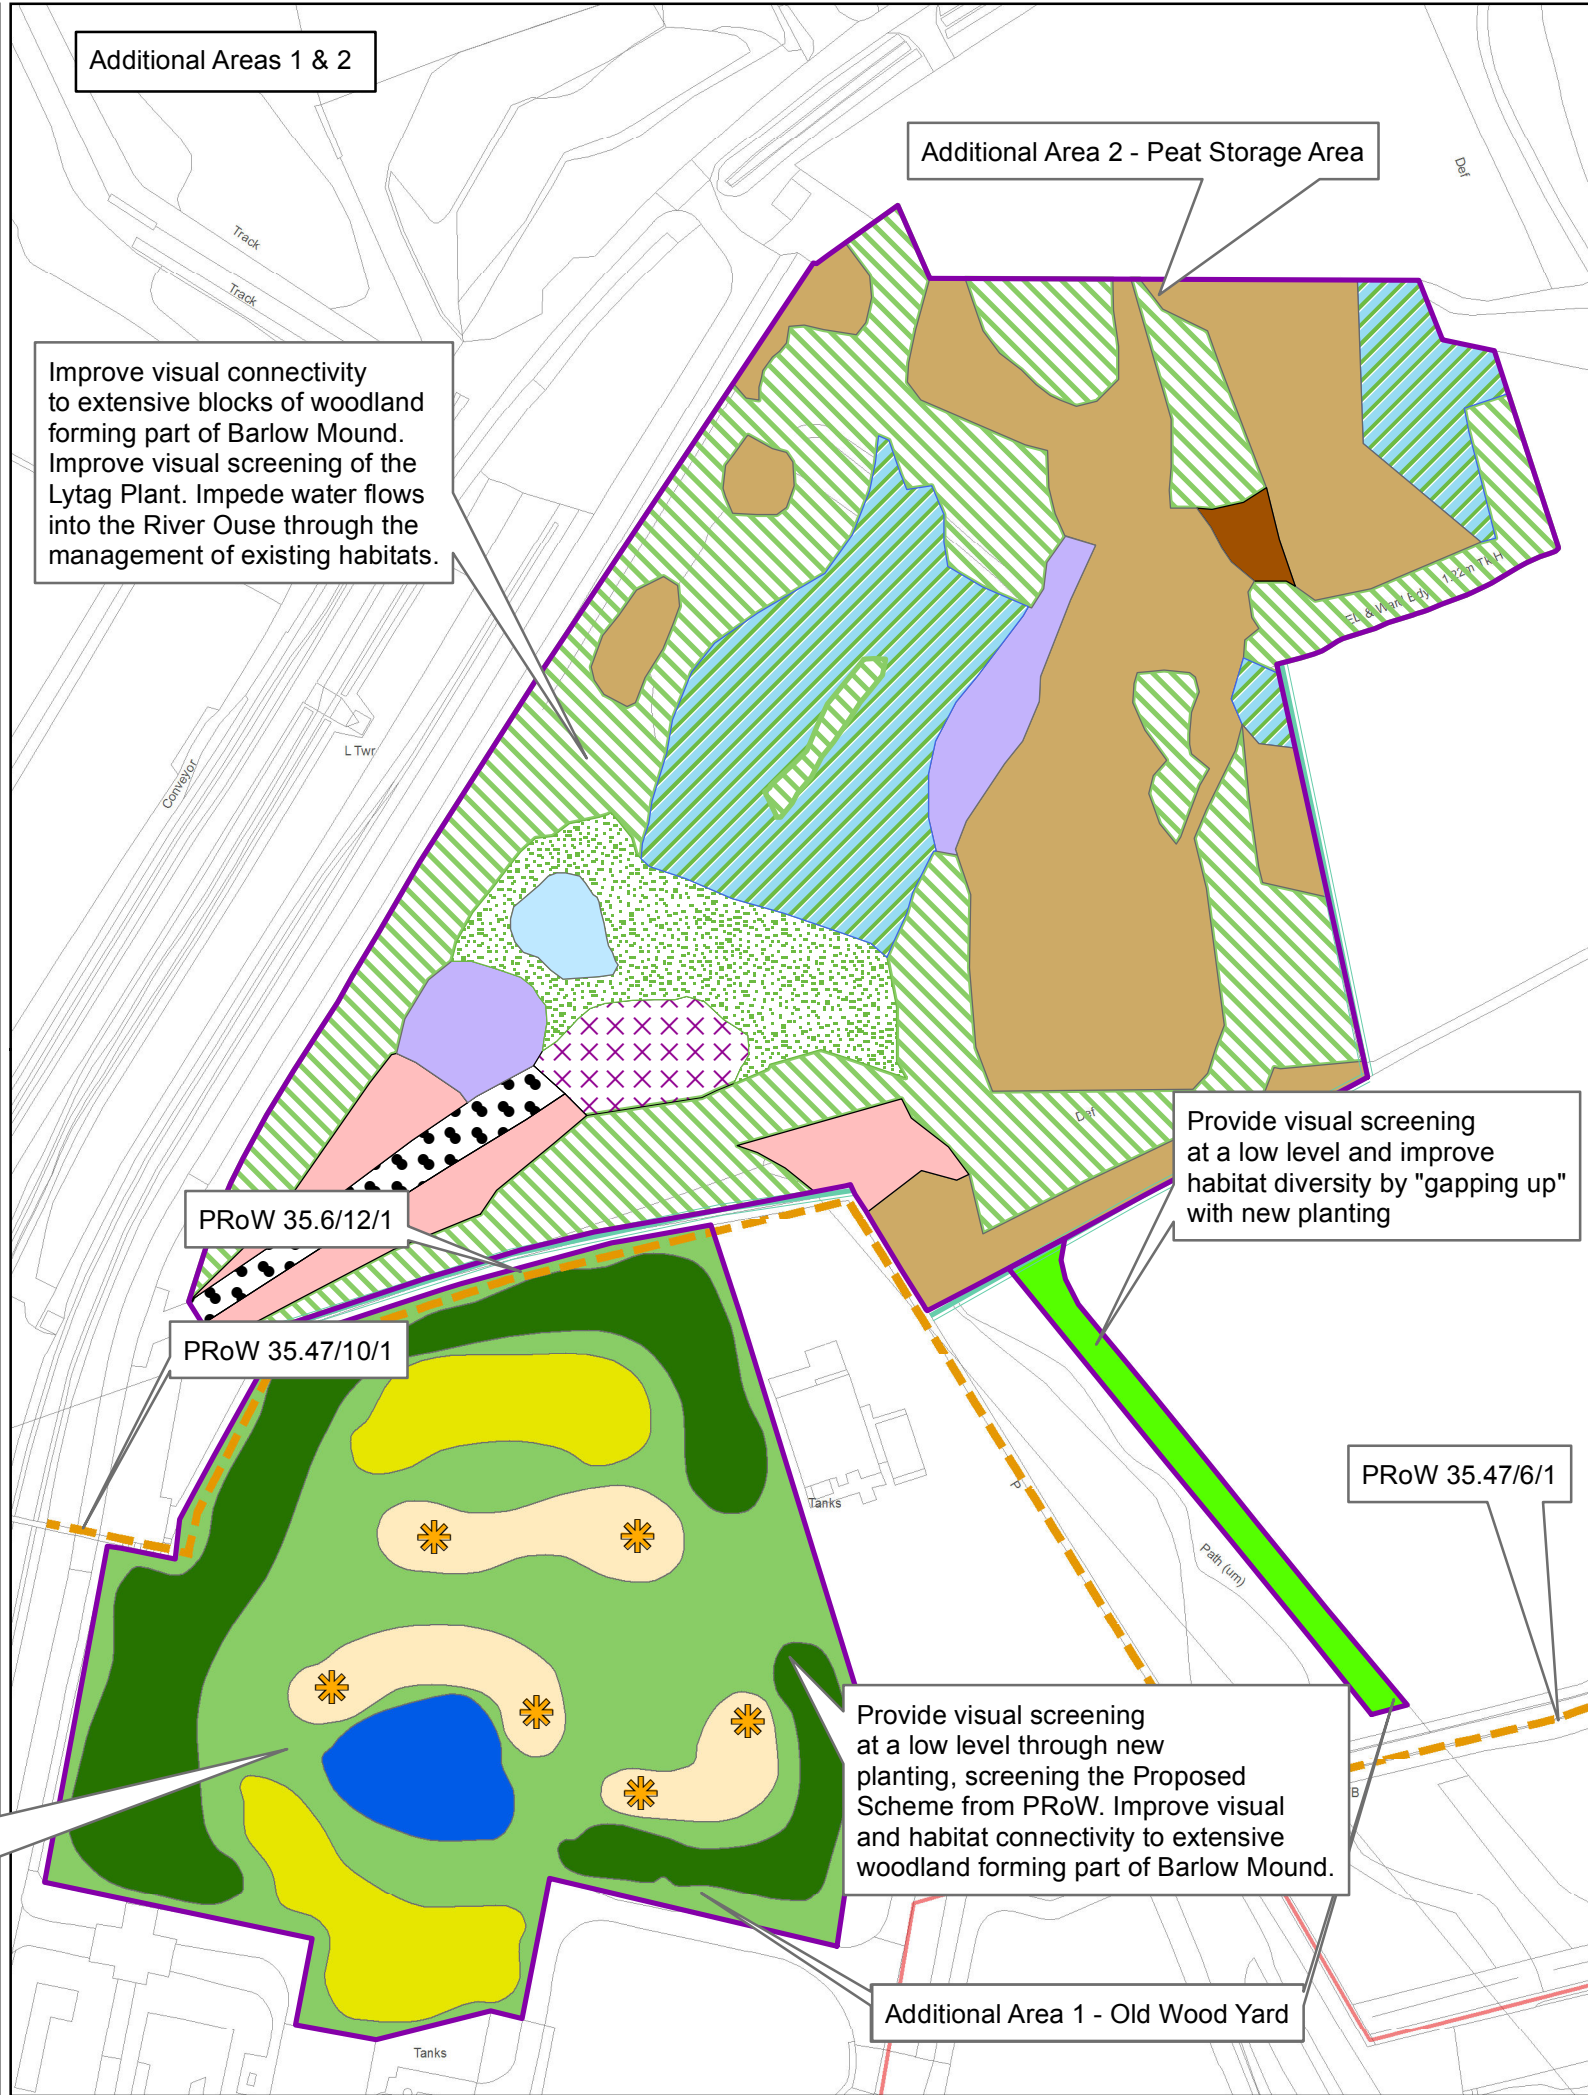 Additional Areas 1 & 2
Additional Area 2 - Peat Storage Area
Def
Track
Track
Improve visual connectivity
to extensive blocks of woodland
forming part of Barlow Mound.
Improve visual screening of the
Lytag Plant. Impede water flows
into the River Ouse through the
management of existing habitats.
1.22m Tk H
EL & Ward Bdy
L Twr
Conveyor
Def
Provide visual screening
at a low level and improve
habitat diversity by "gapping up"
with new planting
PRoW 35.6/12/1
PRoW 35.47/10/1
PRoW 35.47/6/1
Tanks
P
Path (um)
Provide visual screening
at a low level through new
planting, screening the Proposed
Scheme from PRoW. Improve visual
and habitat connectivity to extensive
woodland forming part of Barlow Mound.
B
Additional Area 1 - Old Wood Yard
Tanks